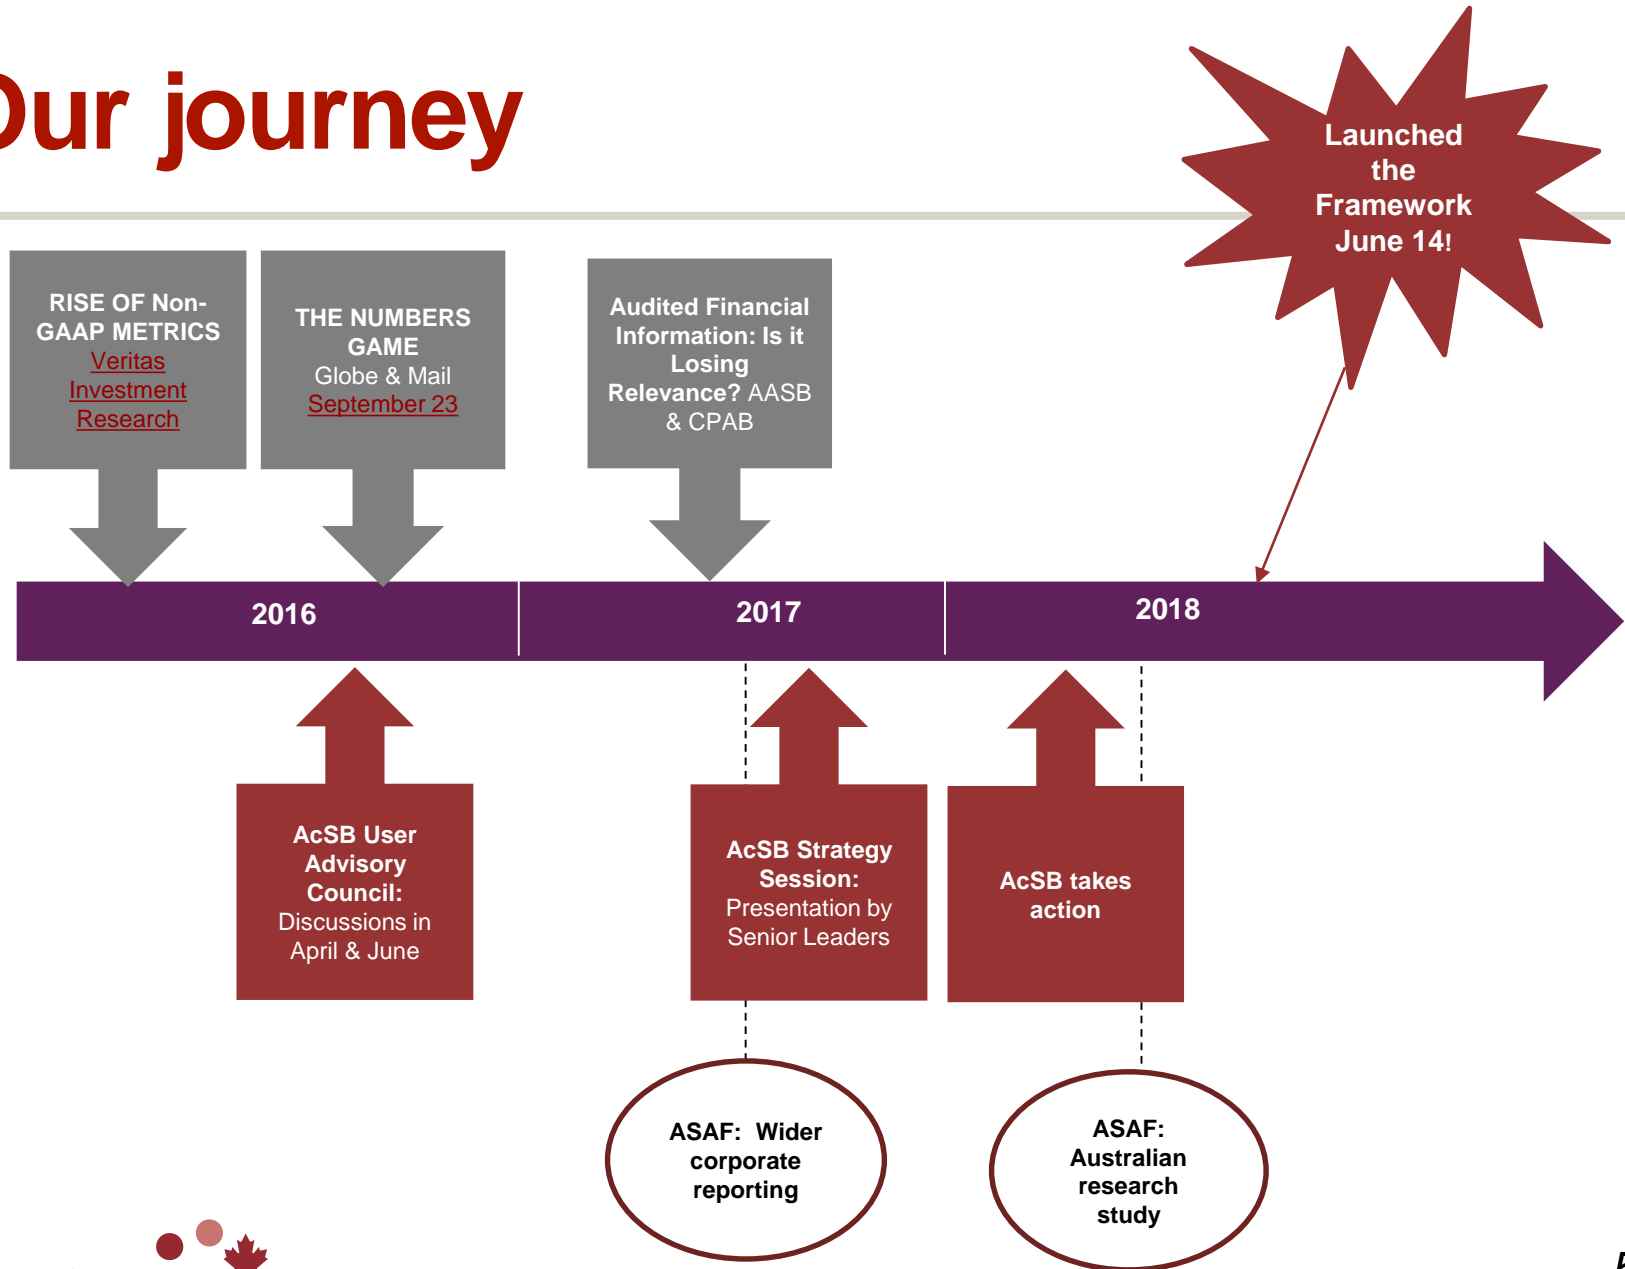 Our journey
Launched
the
Framework
June 14!
RISE OF Non-
GAAP METRICS
Veritas
Investment
Research
THE NUMBERS
GAME
Globe & Mail
September 23
Audited Financial
Information: Is it
Losing
Relevance? AASB
& CPAB
2016
2017
2018
AcSB User
Advisory
Council:
Discussions in
April & June
AcSB Strategy
Session:
Presentation by
Senior Leaders
AcSB takes
action
ASAF: Wider
corporate
reporting
ASAF:
Australian
research
study